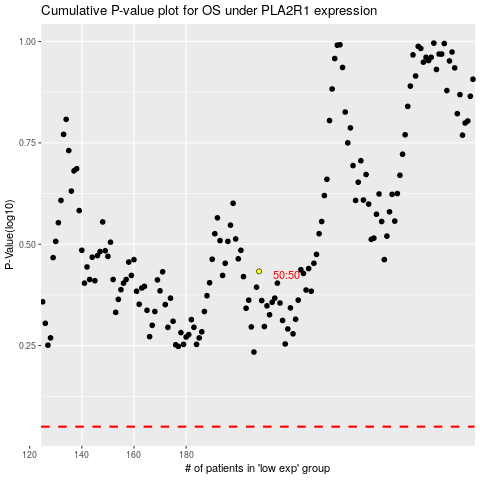 Cumulative P-value plot for OS under PLA2R1 expression
1.00
0.75
0.50
0.25
P-Value(log10)
50:50
120 140 160 180
# of patients in 'low exp' group